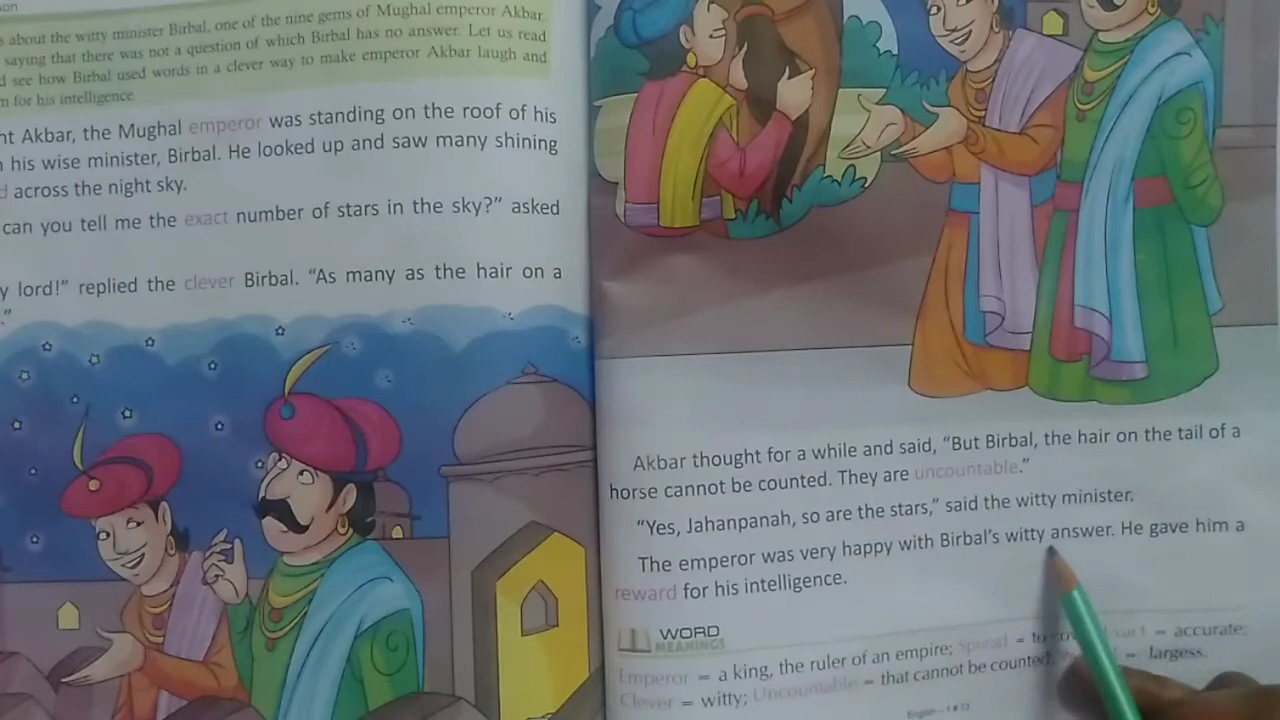 son
about the witty minister Birbal, one of the nine gems of Mughal emperor Akbar.
saying that there was not a question of which Birbal has no answer. Let us read
d see how Birbal used words in a clever way to make emperor Akbar laugh and
n for his intelligence
ht Akbar, the Mughal emperor was standing on the roof of his
h his wise minister, Birbal. He looked up and saw many shining
d across the night sky.
can you tell me the exact number of stars in the sky?" asked
y lord!" replied the clever Birbal. "As many as the hair on a
."
Akbar thought for a while and said, "But Birbal, the hair on the tail of a
horse cannot be counted. They are uncountable."
"Yes, Jahanpanah, so are the stars," said the witty minister.
The emperor was very happy with Birbal's witty answer. He gave him a
reward for his intelligence.
WORD
MEANINGS
Emperor = a king, the ruler of an empire; Spread = to = accurate;
Clever = witty; Uncountable = that cannot be counted; = largess.